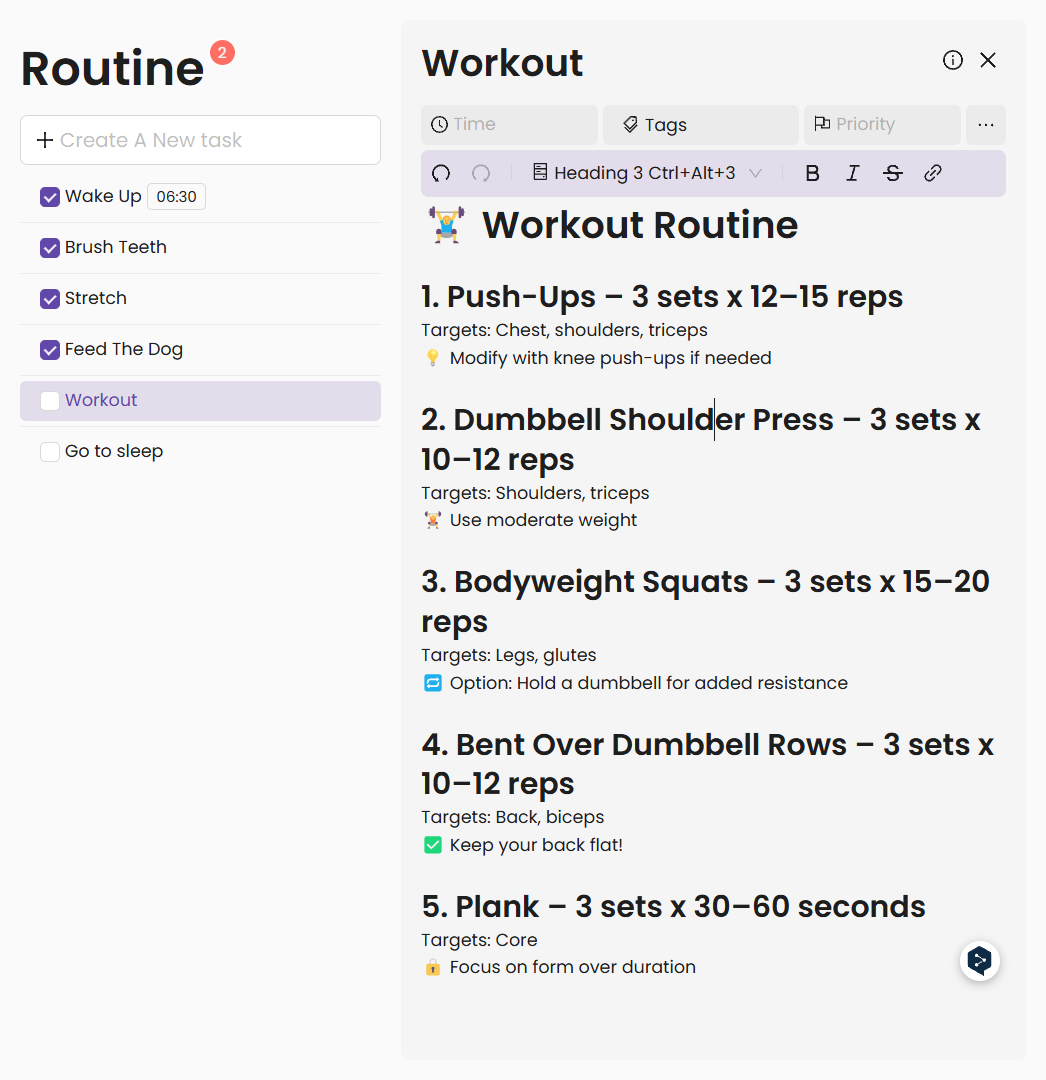 Routine
2
Create A New task
Wake Up 06:30
Brush Teeth
Stretch
Feed The Dog
Workout
Go to sleep
Workout
Time Tags Priority ...
Heading 3 Ctrl+Alt+3 B I S
🏋️ Workout Routine
1. Push-Ups – 3 sets x 12–15 reps
Targets: Chest, shoulders, triceps
💡 Modify with knee push-ups if needed
2. Dumbbell Shoulder Press – 3 sets x
10–12 reps
Targets: Shoulders, triceps
🏋️ Use moderate weight
3. Bodyweight Squats – 3 sets x 15–20
reps
Targets: Legs, glutes
🔁 Option: Hold a dumbbell for added resistance
4. Bent Over Dumbbell Rows – 3 sets x
10–12 reps
Targets: Back, biceps
✅ Keep your back flat!
5. Plank – 3 sets x 30–60 seconds
Targets: Core
🔒 Focus on form over duration